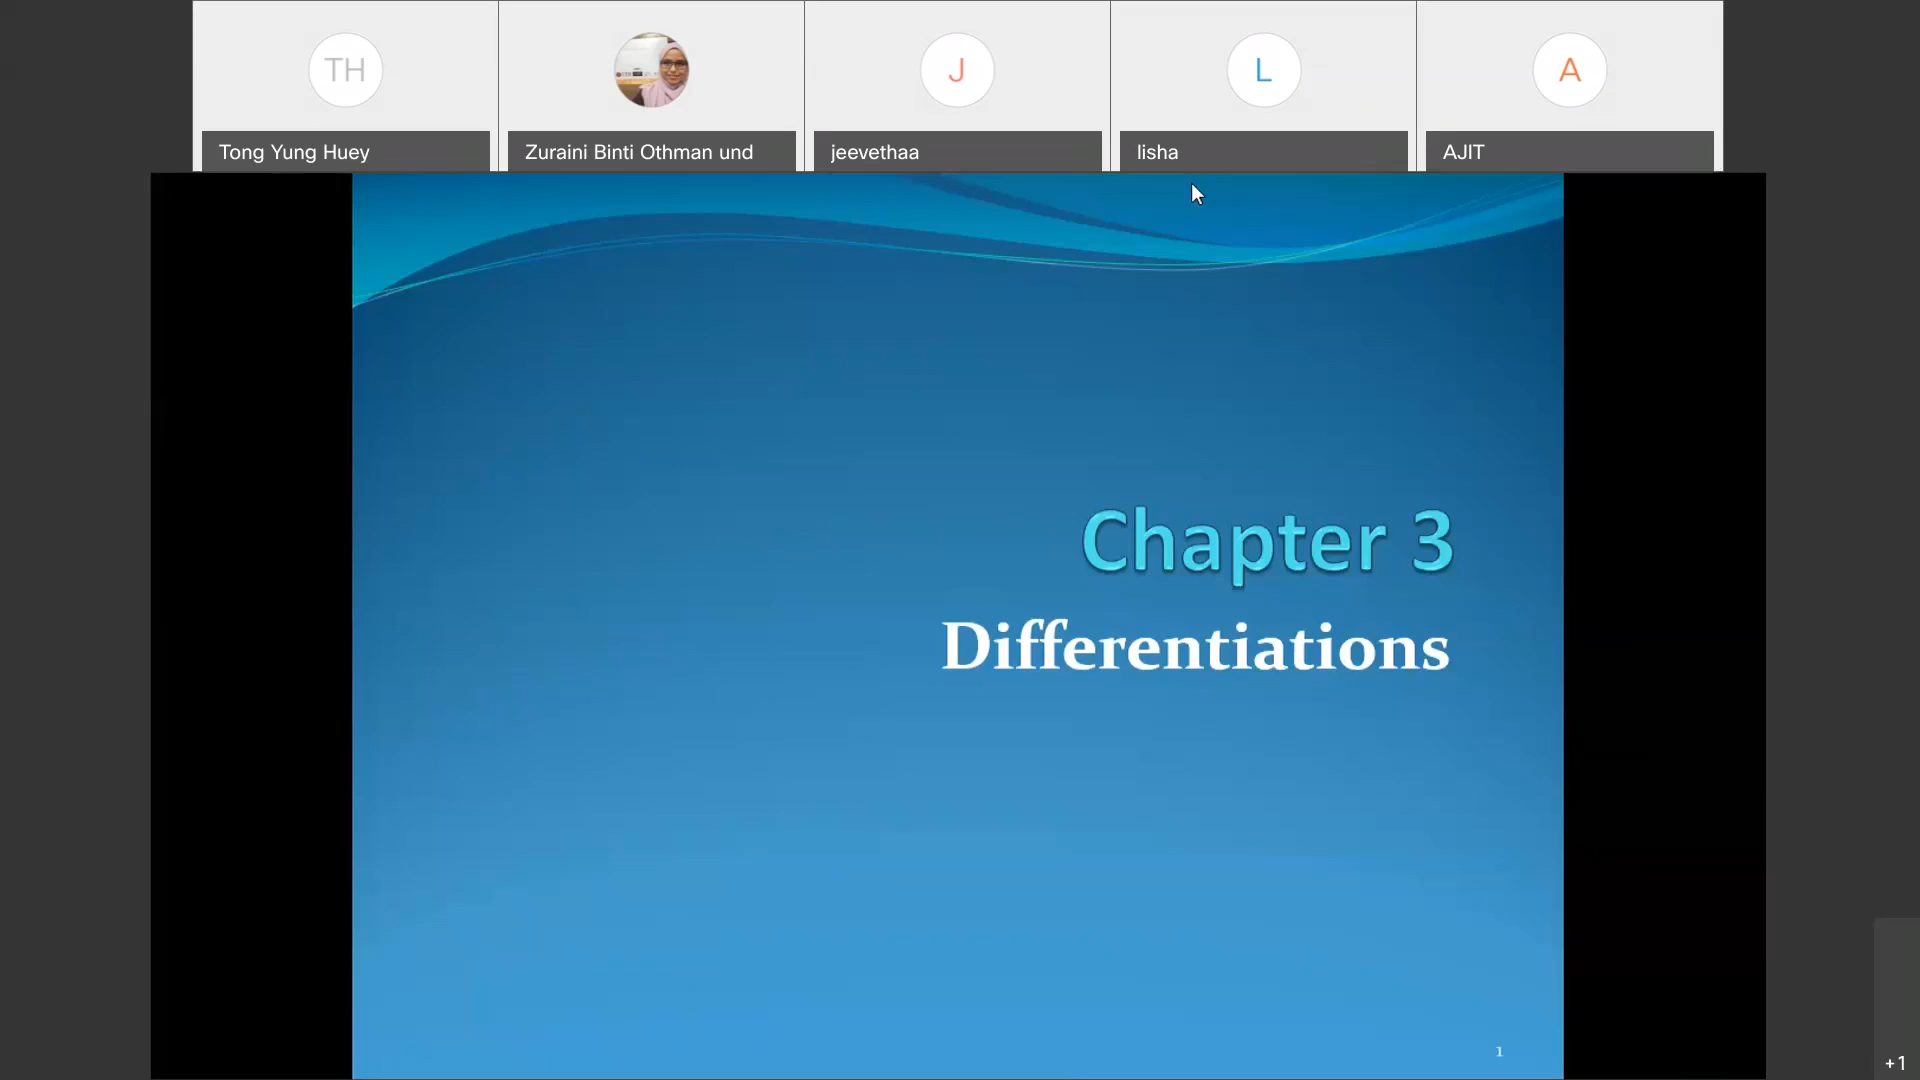 TH
J
L
A
Tong Yung Huey
Zuraini Binti Othman und
jeevethaa
lisha
AJIT
Chapter 3
Differentiations
1
+1